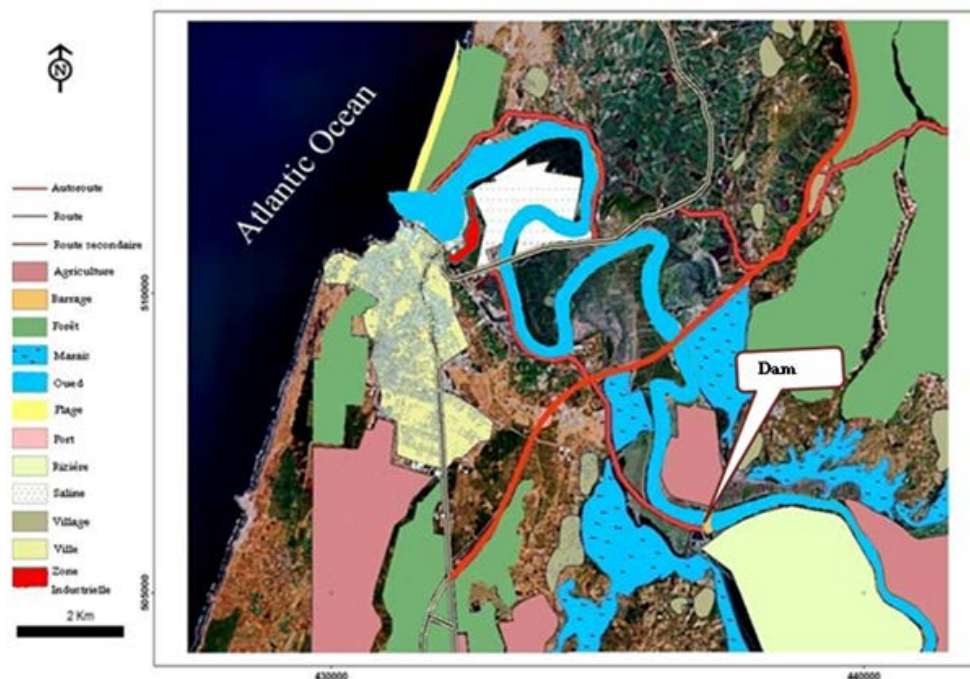 N
Atlantic Ocean
Autoroute
Route
Route secondaire
Agriculture
Barrage
Forêt
Marais
Oued
Plage
Port
Rizière
Saline
Village
Ville
Zone
Industrielle
2 Km
Dam
510000
505000
430000
440000